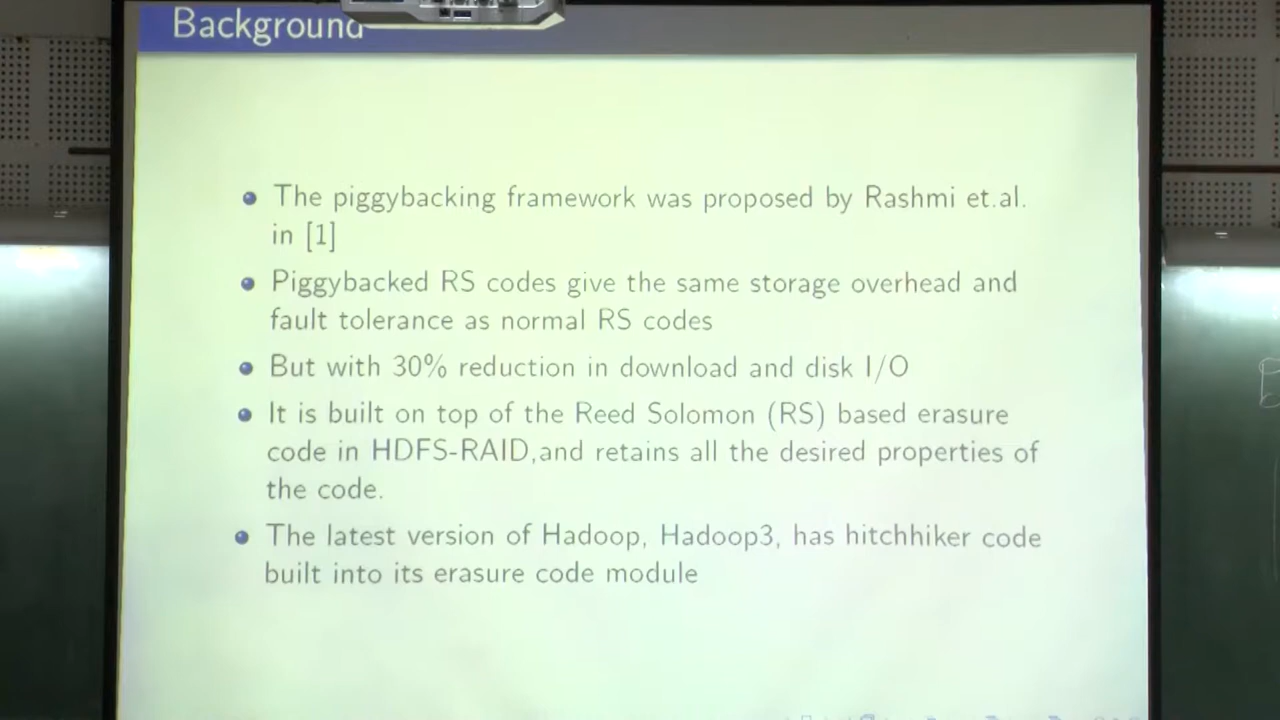 Background
The piggybacking framework was proposed by Rashmi et.al.
in [1]
Piggybacked RS codes give the same storage overhead and
fault tolerance as normal RS codes
But with 30% reduction in download and disk I/O
It is built on top of the Reed Solomon (RS) based erasure
code in HDFS-RAID,and retains all the desired properties of
the code.
The latest version of Hadoop, Hadoop3, has hitchhiker code
built into its erasure code module